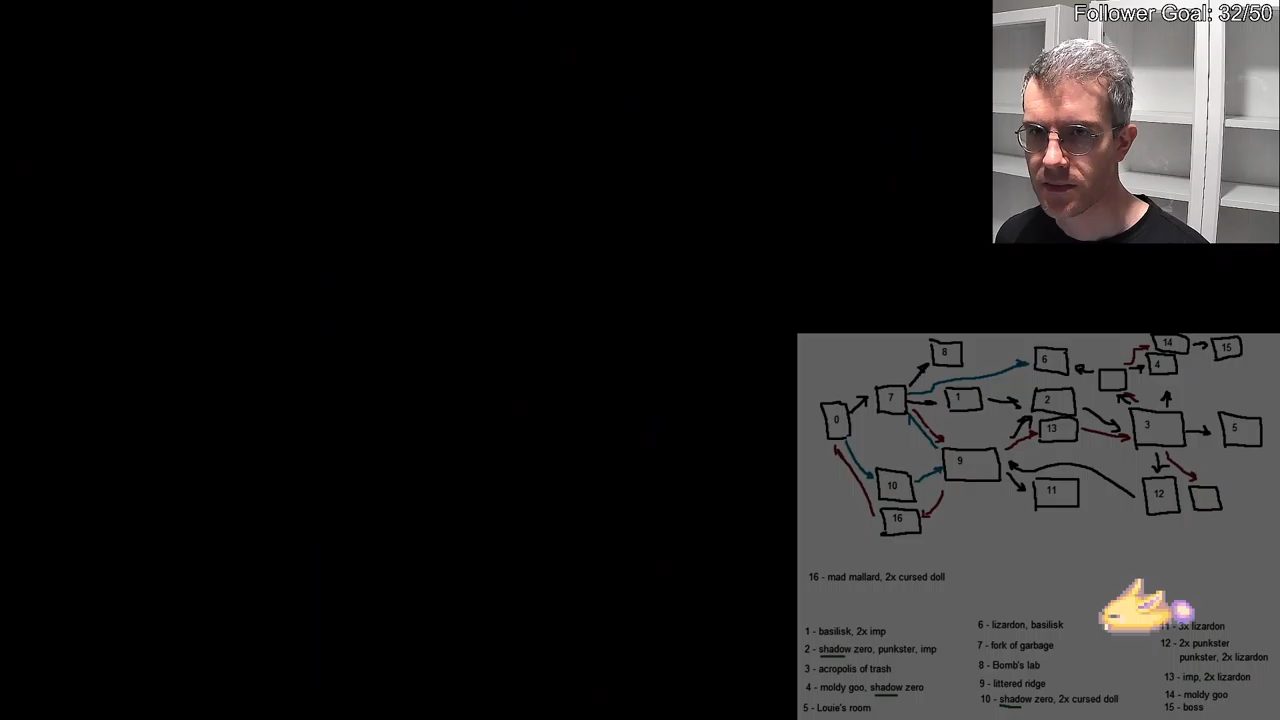 Follower Goal: 32/50
14
15
8
6
4
7
1
2
0
3
5
13
9
10
11
12
16
16 - mad mallard, 2x cursed doll
1 - basilisk, 2x imp
2 - shadow zero, punkster, imp
3 - acropolis of trash
4 - moldy goo, shadow zero
5 - Louie's room
6 - lizardon, basilisk
7 - fork of garbage
8 - Bomb's lab
9 - littered ridge
10 - shadow zero, 2x cursed doll
11 - 3x lizardon
12 - 2x punkster
punkster, 2x lizardon
13 - imp, 2x lizardon
14 - moldy goo
15 - boss